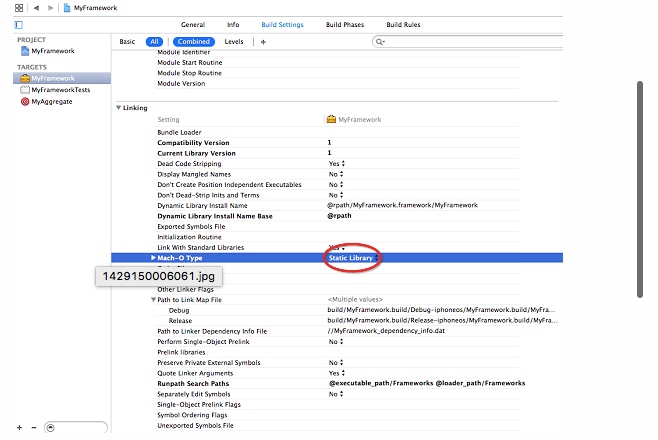 MyFramework
General Info Build Settings Build Phases Build Rules
PROJECT
MyFramework
TARGETS
MyFramework
MyFrameworkTests
MyAggregate
Basic All Combined Levels +
Module Identifier
Module Start Routine
Module Stop Routine
Module Version
Linking
Setting MyFramework
Bundle Loader
Compatibility Version 1
Current Library Version 1
Dead Code Stripping Yes
Display Mangled Names No
Don't Create Position Independent Executables No
Don't Dead-Strip Inits and Terms No
Dynamic Library Install Name @rpath/MyFramework.framework/MyFramework
Dynamic Library Install Name Base @rpath
Exported Symbols File
Initialization Routine
Link With Standard Libraries Yes
Mach-O Type Static Library
1429150006061.jpg
Other Linker Flags
Path to Link Map File <Multiple values>
Debug build/MyFramework.build/Debug-iphoneos/MyFramework.build/MyFra...
Release build/MyFramework.build/Release-iphoneos/MyFramework.build/MyFra...
Path to Linker Dependency Info File //MyFramework_dependency_info.dat
Perform Single-Object Prelink No
Prelink libraries
Preserve Private External Symbols No
Quote Linker Arguments Yes
Runpath Search Paths @executable_path/Frameworks @loader_path/Frameworks
Separately Edit Symbols No
Single-Object Prelink Flags
Symbol Ordering Flags
Unexported Symbols File
+ −